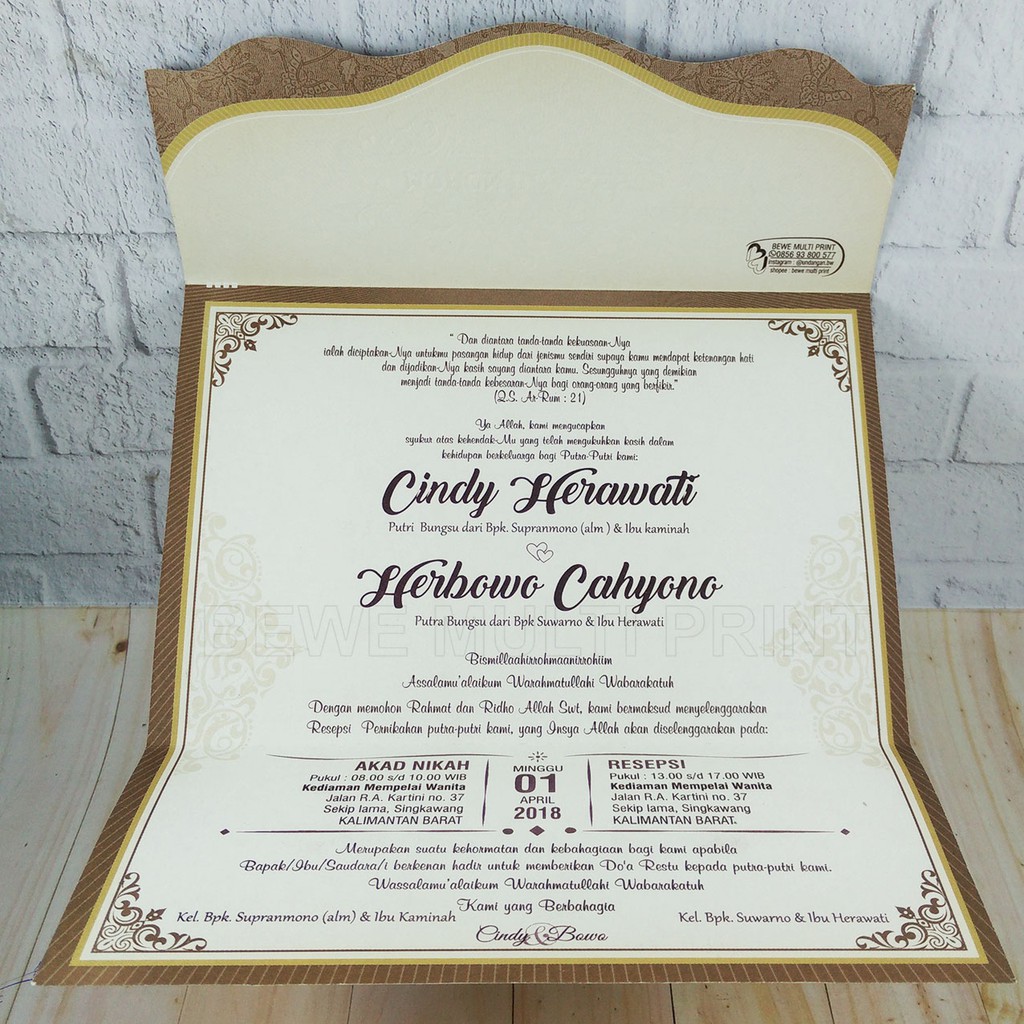 BEWE MULTI PRINT
0856 93 800 577
Instagram : @undangan.bw
shopee : bewe multi print
“ Dan diantara tanda-tanda kekuasaan-Nya
ialah diciptakan-Nya untukmu pasangan hidup dari jenismu sendiri supaya kamu mendapat ketenangan hati
dan dijadikan-Nya kasih sayang diantara kamu. Sesungguhnya yang demikian
menjadi tanda-tanda kebesaran-Nya bagi orang-orang yang berfikir.”
(Q.S. Ar-Rum : 21)
Ya Allah, kami mengucapkan
syukur atas kehendak-Mu yang telah mengukuhkan kasih dalam
kehidupan berkeluarga bagi Putra-Putri kami:
Cindy Herawati
Putri Bungsu dari Bpk. Supranmono (alm ) & Ibu kaminah
Herbowo Cahyono
BEWE MULTI PRINT
Putra Bungsu dari Bpk Suwarno & Ibu Herawati
Bismillaahirrohmaanirrohiim
Assalamu'alaikum Warahmatullahi Wabarakatuh
Dengan memohon Rahmat dan Ridho Allah Swt, kami bermaksud menyelenggarakan
Resepsi Pernikahan putra-putri kami, yang Insya Allah akan diselenggarakan pada:
AKAD NIKAH
Pukul : 08.00 s/d 10.00 WIB
Kediaman Mempelai Wanita
Jalan R.A. Kartini no. 37
Sekip lama, Singkawang
KALIMANTAN BARAT
MINGGU
01
APRIL
2018
RESEPSI
Pukul : 13.00 s/d 17.00 WIB
Kediaman Mempelai Wanita
Jalan R.A. Kartini no. 37
Sekip lama, Singkawang
KALIMANTAN BARAT.
Merupakan suatu kehormatan dan kebahagiaan bagi kami apabila
Bapak/Ibu/Saudara/i berkenan hadir untuk memberikan Do'a Restu kepada putra-putri kami.
Wassalamu'alaikum Warahmatullahi Wabarakatuh
Kami yang Berbahagia
Kel. Bpk. Supranmono (alm) & Ibu Kaminah
Kel. Bpk. Suwarno & Ibu Herawati
Cindy & Bowo